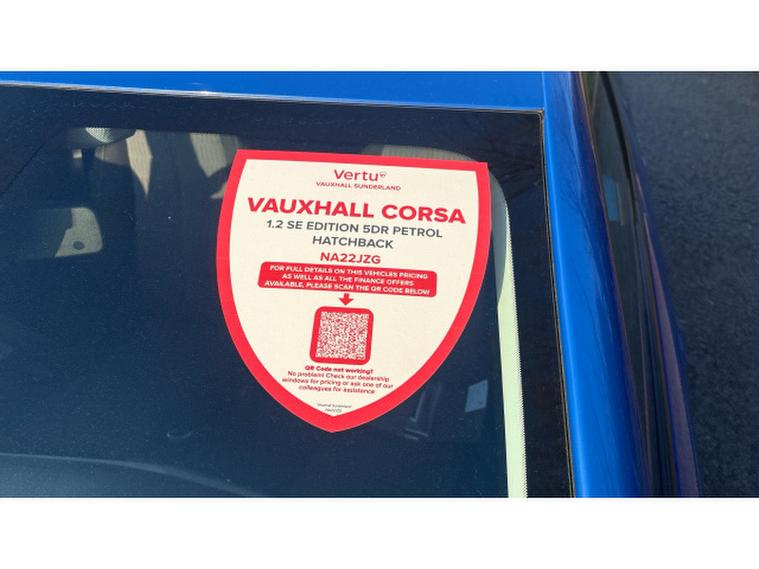 Vertu
VAUXHALL SUNDERLAND
VAUXHALL CORSA
1.2 SE EDITION 5DR PETROL
HATCHBACK
NA22JZG
FOR FULL DETAILS ON THIS VEHICLES PRICING
AS WELL AS ALL THE FINANCE OFFERS
AVAILABLE, PLEASE SCAN THE QR CODE BELOW
QR Code not working?
No problem! Check our dealership
windows for pricing or ask one of our
colleagues for assistance